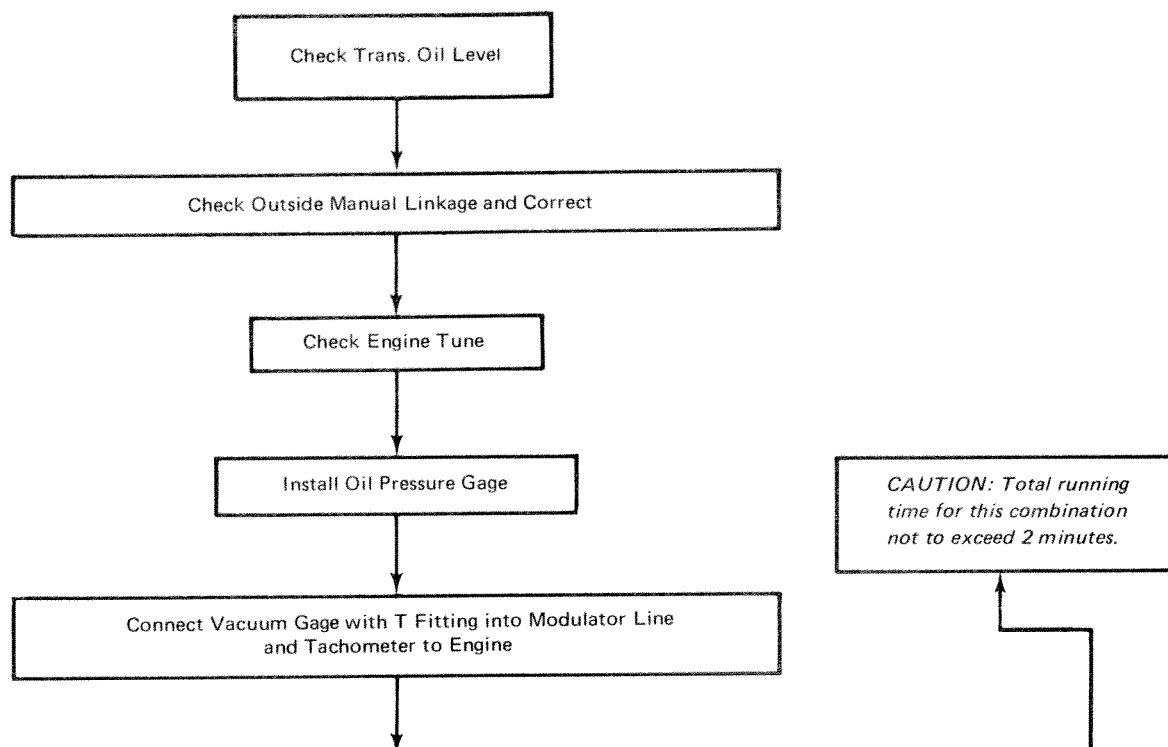 Check Trans. Oil Level
Check Outside Manual Linkage and Correct
Check Engine Tune
Install Oil Pressure Gage
CAUTION: Total running
time for this combination
not to exceed 2 minutes.
Connect Vacuum Gage with T Fitting into Modulator Line
and Tachometer to Engine